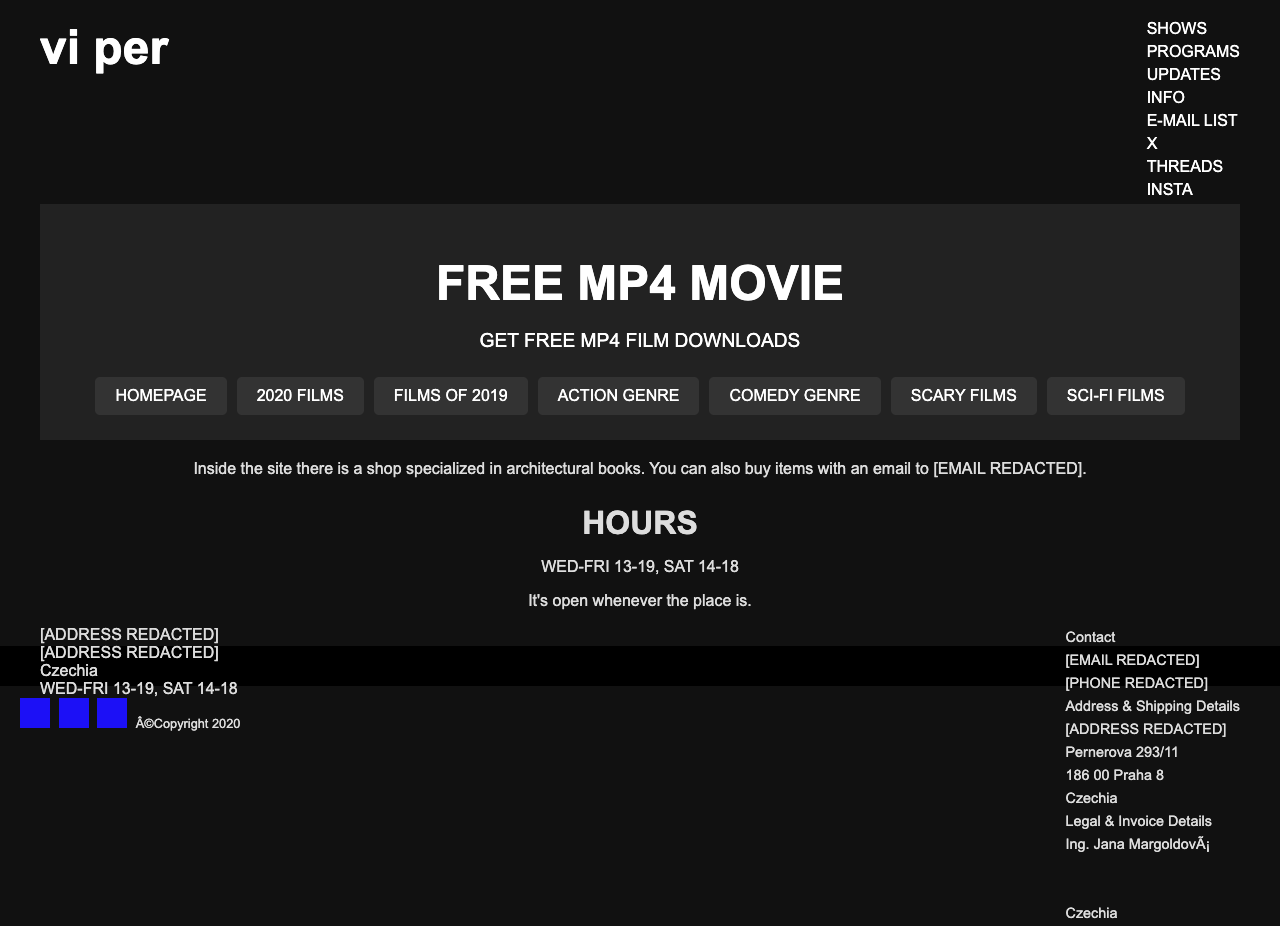 vi per
SHOWS
PROGRAMS
UPDATES
INFO
E-MAIL LIST
X
THREADS
INSTA
FREE MP4 MOVIE
GET FREE MP4 FILM DOWNLOADS
HOMEPAGE 2020 FILMS FILMS OF 2019 ACTION GENRE COMEDY GENRE SCARY FILMS SCI-FI FILMS
Inside the site there is a shop specialized in architectural books. You can also buy items with an email to [EMAIL REDACTED].
HOURS
WED-FRI 13-19, SAT 14-18
It's open whenever the place is.
[ADDRESS REDACTED]
[ADDRESS REDACTED]
Czechia
WED-FRI 13-19, SAT 14-18
Â©Copyright 2020
Contact
[EMAIL REDACTED]
[PHONE REDACTED]
Address & Shipping Details
[ADDRESS REDACTED]
Pernerova 293/11
186 00 Praha 8
Czechia
Legal & Invoice Details
Ing. Jana MargoldovÃ¡
Czechia